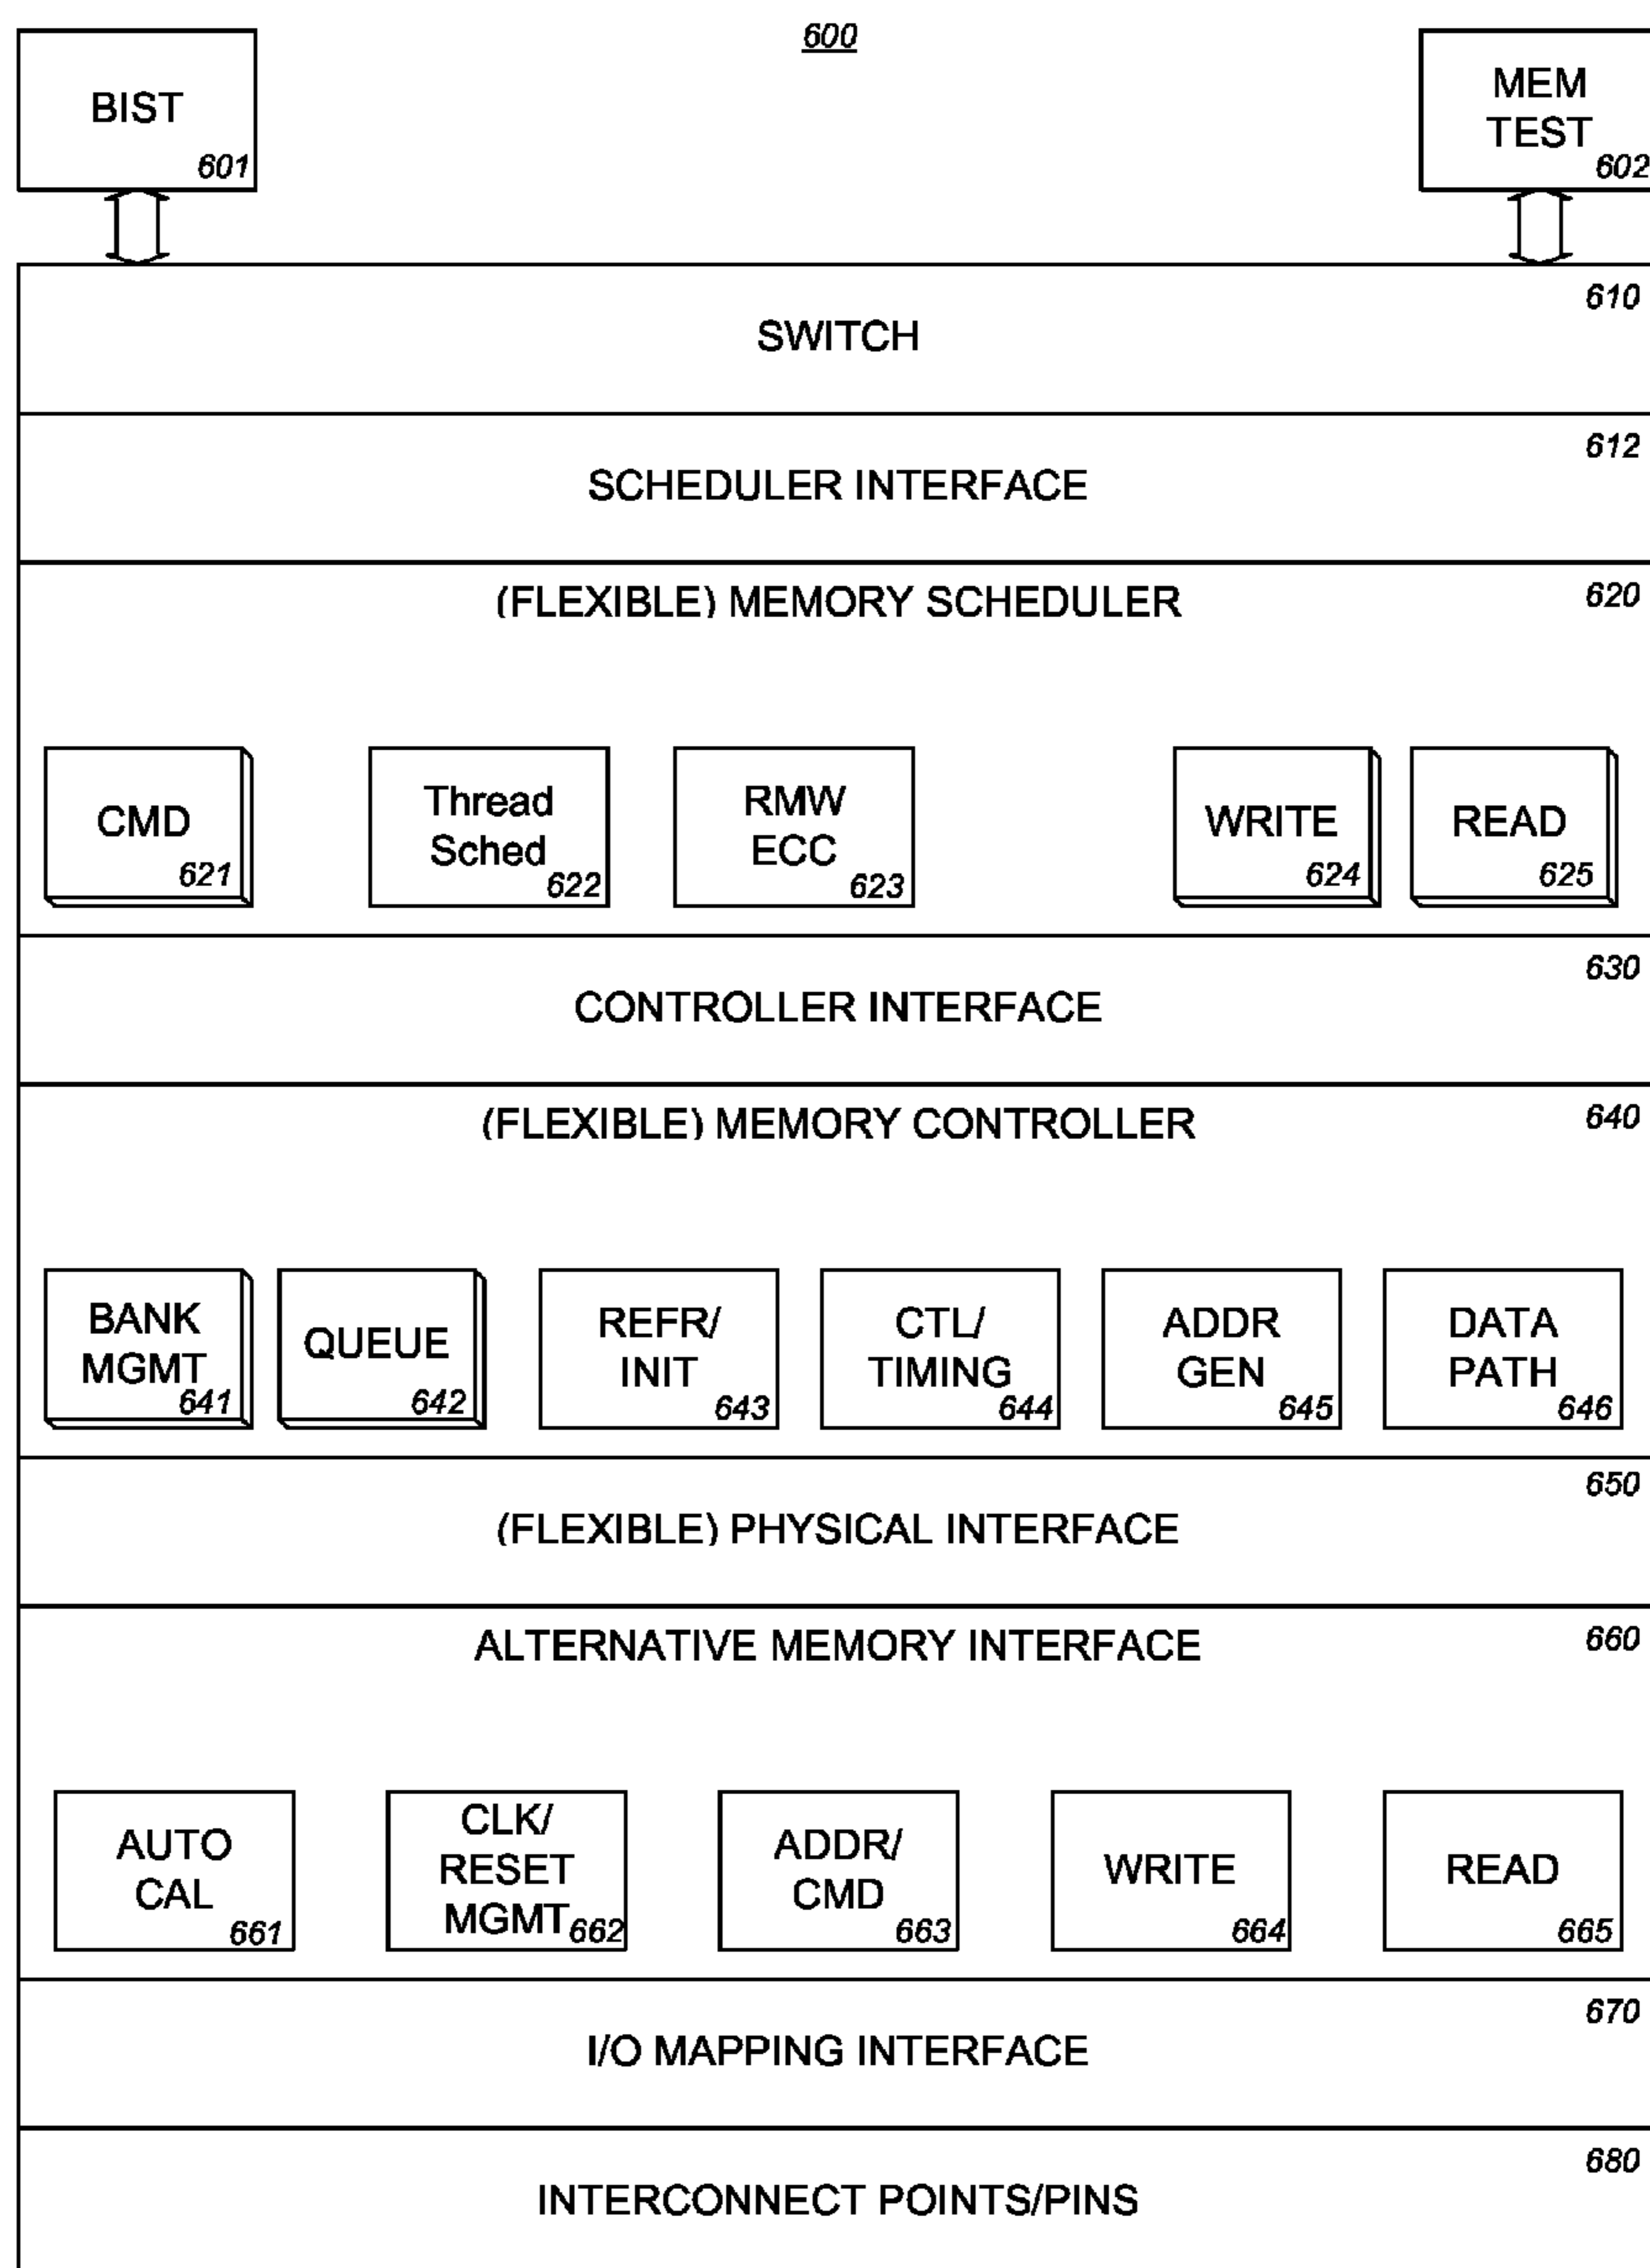 600
BIST
601
MEM
TEST
602
610
SWITCH
612
SCHEDULER INTERFACE
(FLEXIBLE) MEMORY SCHEDULER
620
CMD
621
Thread
Sched
622
RMW
ECC
623
WRITE
624
READ
625
630
CONTROLLER INTERFACE
(FLEXIBLE) MEMORY CONTROLLER
640
BANK
MGMT
641
QUEUE
642
REFR/
INIT
643
CTL/
TIMING
644
ADDR
GEN
645
DATA
PATH
646
650
(FLEXIBLE) PHYSICAL INTERFACE
ALTERNATIVE MEMORY INTERFACE
660
AUTO
CAL
661
CLK/
RESET
MGMT
662
ADDR/
CMD
663
WRITE
664
READ
665
670
I/O MAPPING INTERFACE
680
INTERCONNECT POINTS/PINS